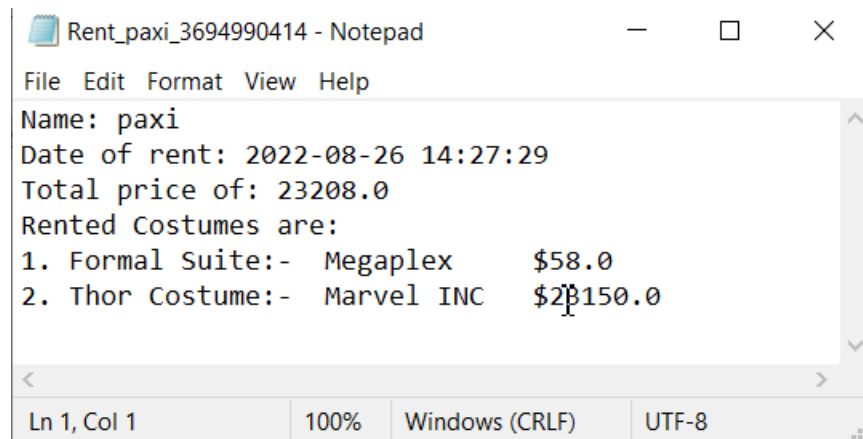 Rent_paxi_3694990414 - Notepad
File Edit Format View Help
Name: paxi
Date of rent: 2022-08-26 14:27:29
Total price of: 23208.0
Rented Costumes are:
1. Formal Suite:-  Megaplex     $58.0
2. Thor Costume:-  Marvel INC   $23150.0
Ln 1, Col 1 100% Windows (CRLF) UTF-8